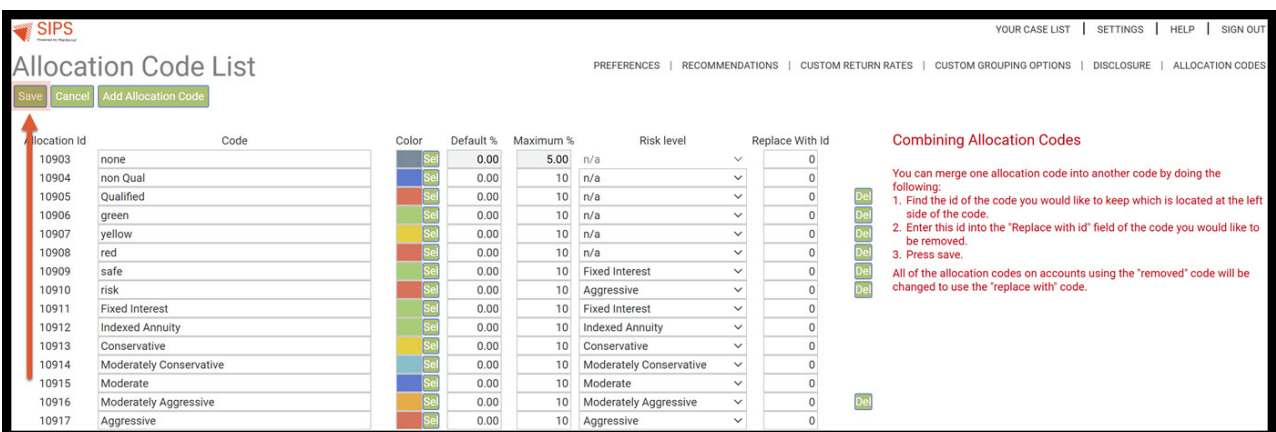 SIPS
YOUR CASE LIST | SETTINGS | HELP | SIGN OUT
Allocation Code List
PREFERENCES | RECOMMENDATIONS | CUSTOM RETURN RATES | CUSTOM GROUPING OPTIONS | DISCLOSURE | ALLOCATION CODES
Save Cancel Add Allocation Code
Allocation Id Code Color Default % Maximum % Risk level Replace With Id
10903 none Sel 0.00 5.00 n/a 0
10904 non Qual Sel 0.00 10 n/a 0
10905 Qualified Sel 0.00 10 n/a 0 Del
10906 green Sel 0.00 10 n/a 0 Del
10907 yellow Sel 0.00 10 n/a 0 Del
10908 red Sel 0.00 10 n/a 0 Del
10909 safe Sel 0.00 10 Fixed Interest 0 Del
10910 risk Sel 0.00 10 Aggressive 0 Del
10911 Fixed Interest Sel 0.00 10 Fixed Interest 0
10912 Indexed Annuity Sel 0.00 10 Indexed Annuity 0
10913 Conservative Sel 0.00 10 Conservative 0
10914 Moderately Conservative Sel 0.00 10 Moderately Conservative 0
10915 Moderate Sel 0.00 10 Moderate 0
10916 Moderately Aggressive Sel 0.00 10 Moderately Aggressive 0 Del
10917 Aggressive Sel 0.00 10 Aggressive 0
Combining Allocation Codes
You can merge one allocation code into another code by doing the
following:
1. Find the id of the code you would like to keep which is located at the left
side of the code.
2. Enter this id into the "Replace with id" field of the code you would like to
be removed.
3. Press save.
All of the allocation codes on accounts using the "removed" code will be
changed to use the "replace with" code.